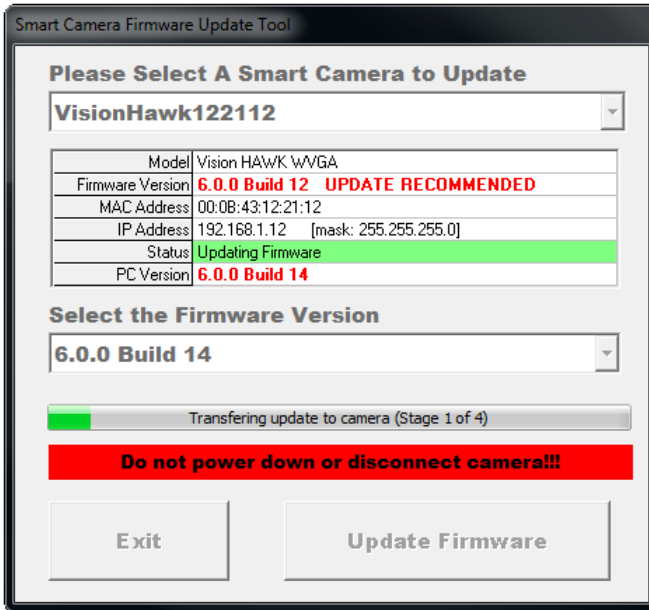 Smart Camera Firmware Update Tool
Please Select A Smart Camera to Update
VisionHawk122112
Model Vision HAWK WVGA
Firmware Version 6.0.0 Build 12 UPDATE RECOMMENDED
MAC Address 00:0B:43:12:21:12
IP Address 192.168.1.12 [mask: 255.255.255.0]
Status Updating Firmware
PC Version 6.0.0 Build 14
Select the Firmware Version
6.0.0 Build 14
Transfering update to camera (Stage 1 of 4)
Do not power down or disconnect camera!!!
Exit Update Firmware